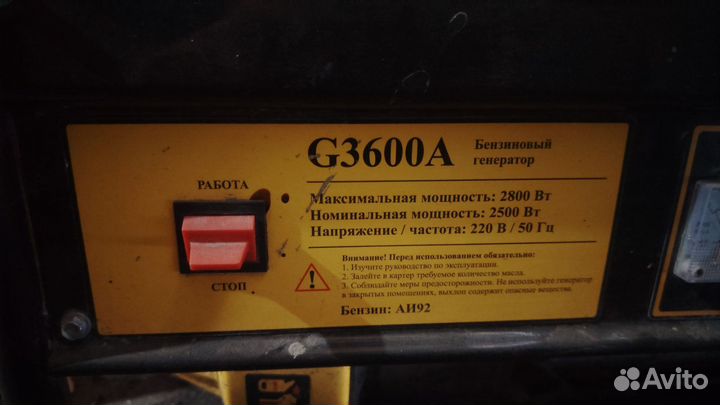 G3600A
Бензиновый
генератор
РАБОТА
СТОП
Максимальная мощность: 2800 Вт
Номинальная мощность: 2500 Вт
Напряжение / частота: 220 В / 50 Гц
Внимание! Перед использованием обязательно:
1. Изучите руководство по эксплуатации.
2. Залейте в картер требуемое количество масла.
3. Соблюдайте меры предосторожности. Не используйте генератор
в закрытых помещениях, выхлоп содержит опасные вещества.
Бензин: АИ92
Avito